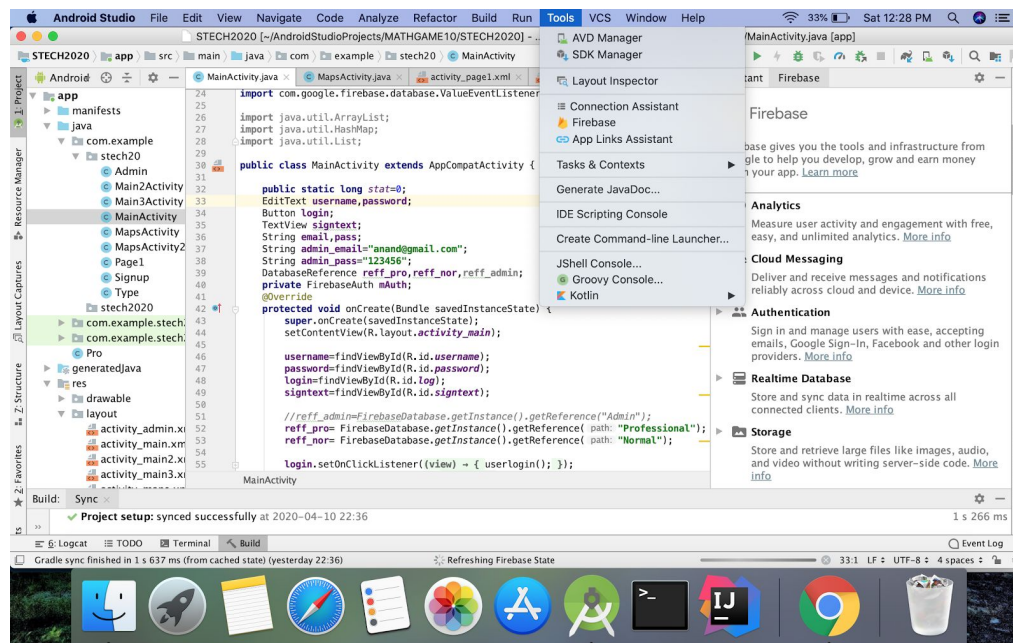 Android Studio File Edit View Navigate Code Analyze Refactor Build Run Tools VCS Window Help 33% Sat 12:28 PM
STECH2020 [~/AndroidStudioProjects/MATHGAME10/STECH2020] - ..
/MainActivity.java [app]
STECH2020 app src main java com example stech20 MainActivity
Android
MainActivity.java × MapsActivity.java × activity_page1.xml ×
tant Firebase
1: Project
Resource Manager
Layout Captures
Z: Structure
2: Favorites
app
manifests
java
com.example
stech20
Admin
Main2Activity
Main3Activity
MainActivity
MapsActivity
MapsActivity2
Page1
Signup
Type
stech2020
com.example.stech
com.example.stech
Pro
generatedJava
res
drawable
layout
activity_admin.x
activity_main.xm
activity_main2.x
activity_main3.x
24 import com.google.firebase.database.ValueEventListener
25
26 import java.util.ArrayList;
27 import java.util.HashMap;
28 import java.util.List;
29
30 public class MainActivity extends AppCompatActivity {
31
32 public static long stat=0;
33 EditText username,password;
34 Button login;
35 TextView signtext;
36 String email,pass;
37 String admin_email="anand@gmail.com";
38 String admin_pass="123456";
39 DatabaseReference reff_pro,reff_nor,reff_admin;
40 private FirebaseAuth mAuth;
41 @Override
42 protected void onCreate(Bundle savedInstanceState) {
43 super.onCreate(savedInstanceState);
44 setContentView(R.layout.activity_main);
45
46 username=findViewById(R.id.username);
47 password=findViewById(R.id.password);
48 login=findViewById(R.id.log);
49 signtext=findViewById(R.id.signtext);
50
51 //reff_admin=FirebaseDatabase.getInstance().getReference("Admin");
52 reff_pro= FirebaseDatabase.getInstance().getReference( path: "Professional");
53 reff_nor= FirebaseDatabase.getInstance().getReference( path: "Normal");
54
55 login.setOnClickListener((view) → { userlogin(); });
MainActivity
AVD Manager
SDK Manager
Layout Inspector
Connection Assistant
Firebase
App Links Assistant
Tasks & Contexts
Generate JavaDoc...
IDE Scripting Console
Create Command-line Launcher...
JShell Console...
Groovy Console...
Kotlin
Firebase
base gives you the tools and infrastructure from
gle to help you develop, grow and earn money
your app. Learn more
Analytics
Measure user activity and engagement with free,
easy, and unlimited analytics. More info
Cloud Messaging
Deliver and receive messages and notifications
reliably across cloud and device. More info
Authentication
Sign in and manage users with ease, accepting
emails, Google Sign-In, Facebook and other login
providers. More info
Realtime Database
Store and sync data in realtime across all
connected clients. More info
Storage
Store and retrieve large files like images, audio,
and video without writing server-side code. More
info
Build: Sync ×
Project setup: synced successfully at 2020-04-10 22:36
1 s 266 ms
6: Logcat TODO Terminal Build Event Log
Gradle sync finished in 1 s 637 ms (from cached state) (yesterday 22:36) Refreshing Firebase State 33:1 LF UTF-8 4 spaces
>_
IJ